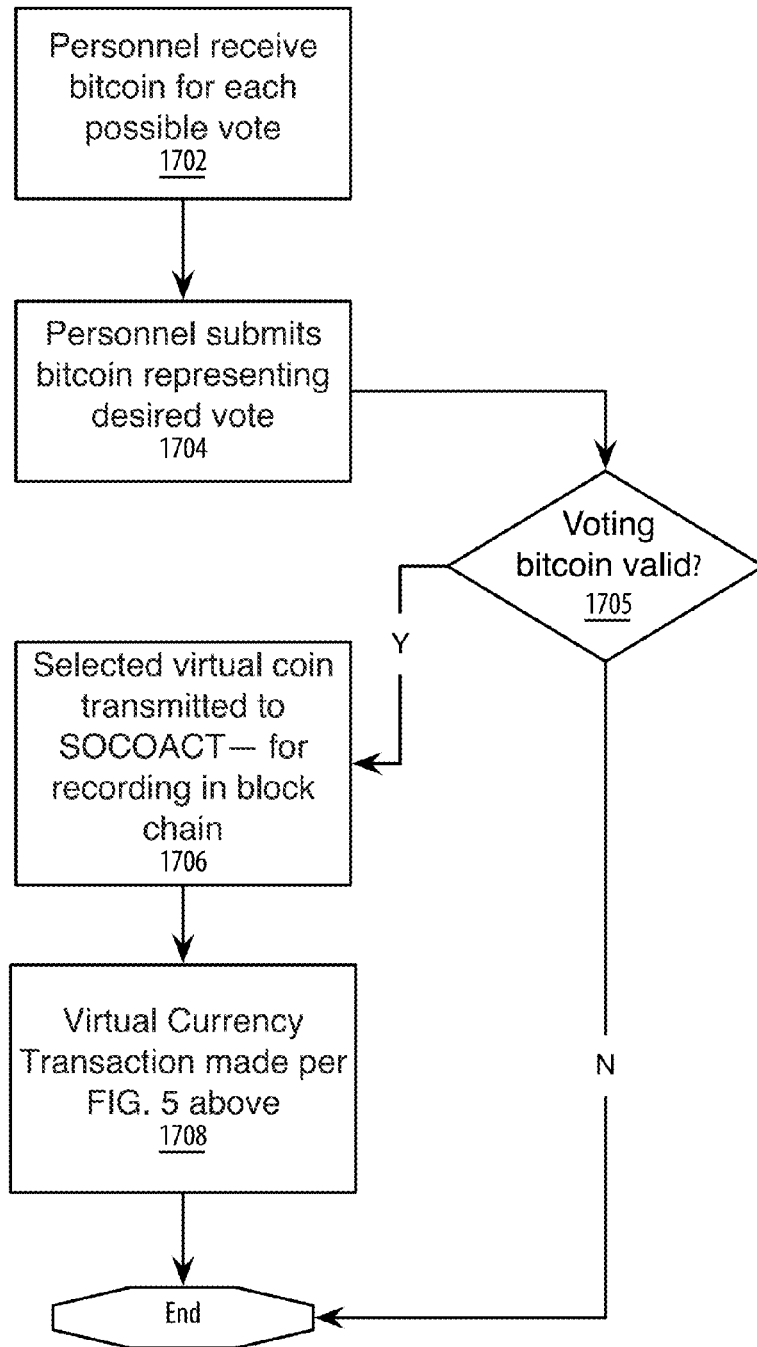 Personnel receive
bitcoin for each
possible vote
1702
Personnel submits
bitcoin representing
desired vote
1704
Voting
bitcoin valid?
1705
Y
Selected virtual coin
transmitted to
SOCOACT— for
recording in block
chain
1706
Virtual Currency
Transaction made per
FIG. 5 above
1708
N
End